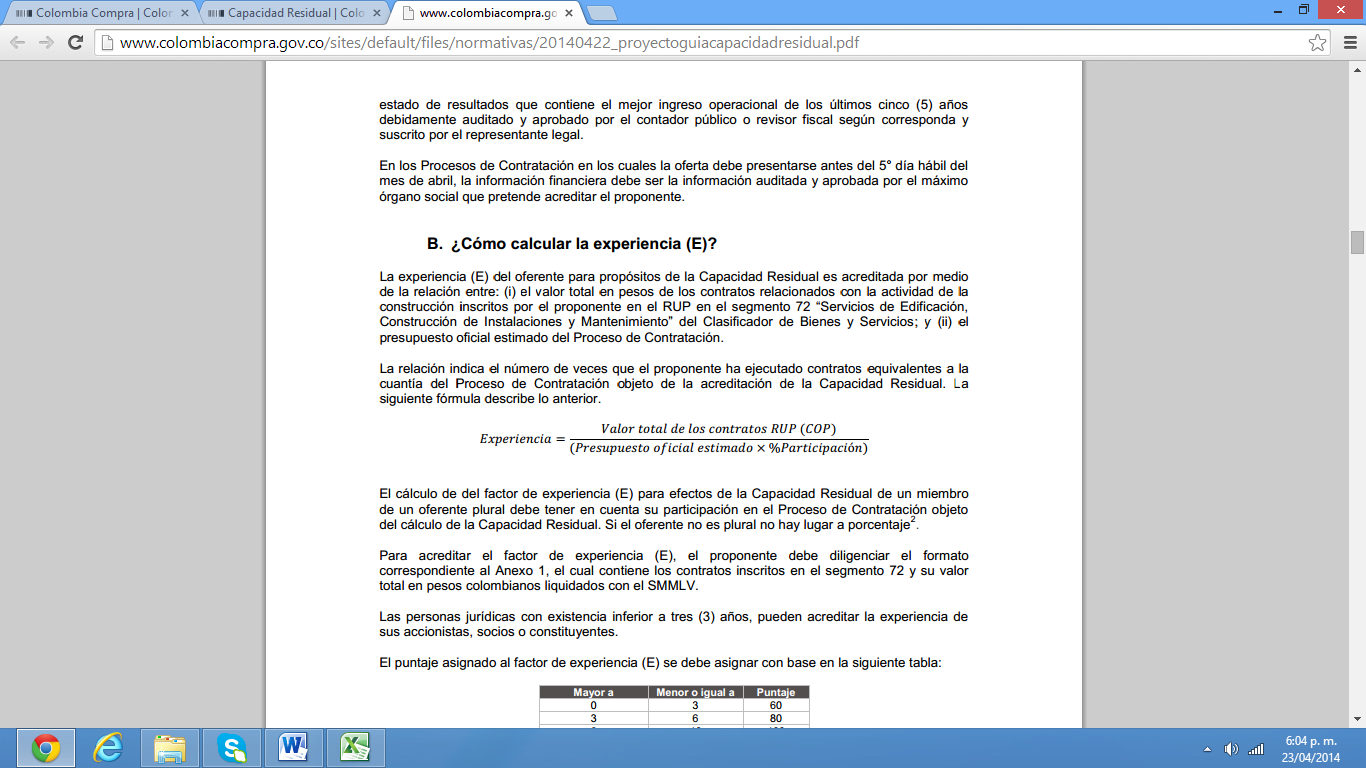 Colombia Compra | Color
Capacidad Residual | Colo
www.colombiacompra.go
www.colombiacompra.gov.co/sites/default/files/normativas/20140422_proyectoguiacapacidadresidual.pdf
estado de resultados que contiene el mejor ingreso operacional de los últimos cinco (5) años
debidamente auditado y aprobado por el contador público o revisor fiscal según corresponda y
suscrito por el representante legal.
En los Procesos de Contratación en los cuales la oferta debe presentarse antes del 5° día hábil del
mes de abril, la información financiera debe ser la información auditada y aprobada por el máximo
órgano social que pretende acreditar el proponente.
B. ¿Cómo calcular la experiencia (E)?
La experiencia (E) del oferente para propósitos de la Capacidad Residual es acreditada por medio
de la relación entre: (i) el valor total en pesos de los contratos relacionados con la actividad de la
construcción inscritos por el proponente en el RUP en el segmento 72 “Servicios de Edificación,
Construcción de Instalaciones y Mantenimiento” del Clasificador de Bienes y Servicios; y (ii) el
presupuesto oficial estimado del Proceso de Contratación.
La relación indica el número de veces que el proponente ha ejecutado contratos equivalentes a la
cuantía del Proceso de Contratación objeto de la acreditación de la Capacidad Residual. La
siguiente fórmula describe lo anterior.
Valor total de los contratos RUP (COP)
Experiencia =
(Presupuesto oficial estimado × %Participación)
El cálculo de del factor de experiencia (E) para efectos de la Capacidad Residual de un miembro
de un oferente plural debe tener en cuenta su participación en el Proceso de Contratación objeto
del cálculo de la Capacidad Residual. Si el oferente no es plural no hay lugar a porcentaje².
Para acreditar el factor de experiencia (E), el proponente debe diligenciar el formato
correspondiente al Anexo 1, el cual contiene los contratos inscritos en el segmento 72 y su valor
total en pesos colombianos liquidados con el SMMLV.
Las personas jurídicas con existencia inferior a tres (3) años, pueden acreditar la experiencia de
sus accionistas, socios o constituyentes.
El puntaje asignado al factor de experiencia (E) se debe asignar con base en la siguiente tabla:
Mayor a Menor o igual a Puntaje
0 3 60
3 6 80
6:04 p. m.
23/04/2014